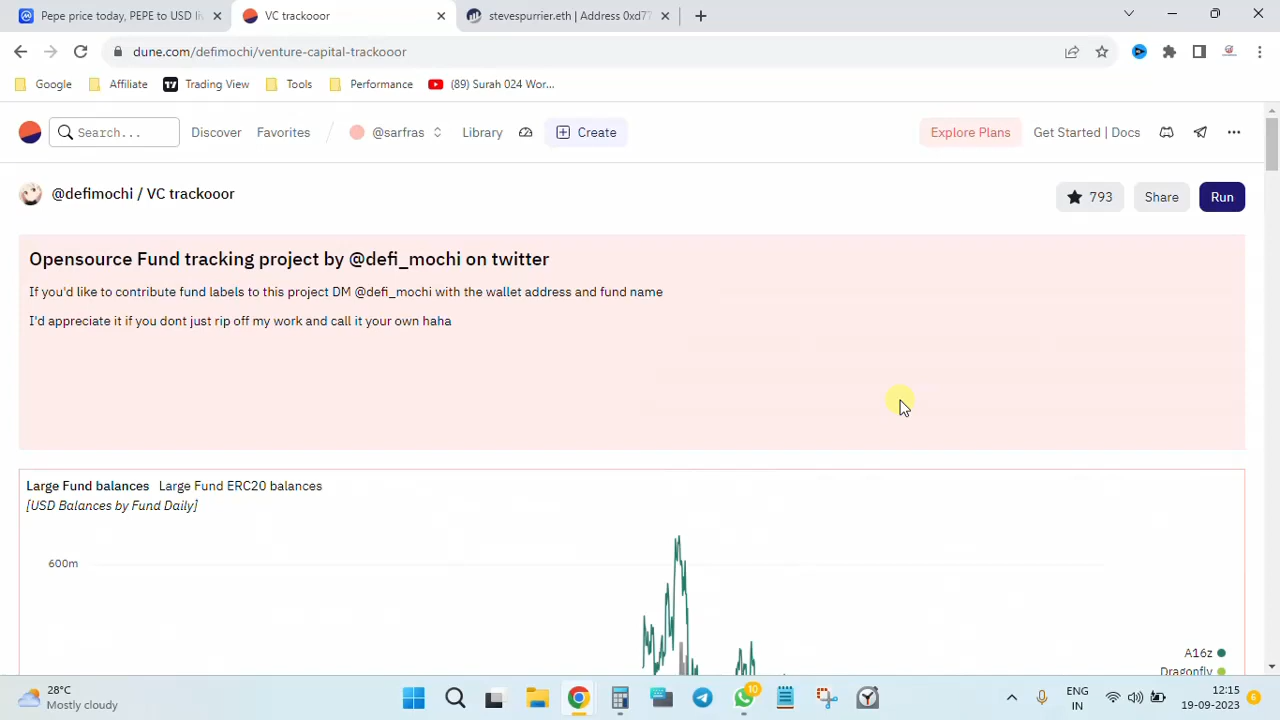 Pepe price today, PEPE to USD li
VC trackooor
stevespurrier.eth | Address 0xd77
dune.com/defimochi/venture-capital-trackooor
Google
Affiliate
Trading View
Tools
Performance
(89) Surah 024 Wor...
Search...
Discover
Favorites
@sarfras
Library
Create
Explore Plans
Get Started | Docs
@defimochi / VC trackooor
793
Share
Run
Opensource Fund tracking project by @defi_mochi on twitter
If you'd like to contribute fund labels to this project DM @defi_mochi with the wallet address and fund name
I'd appreciate it if you dont just rip off my work and call it your own haha
Large Fund balances Large Fund ERC20 balances
[USD Balances by Fund Daily]
600m
A16z
Dragonfly
28°C
Mostly cloudy
10
ENG
IN
12:15
19-09-2023
6